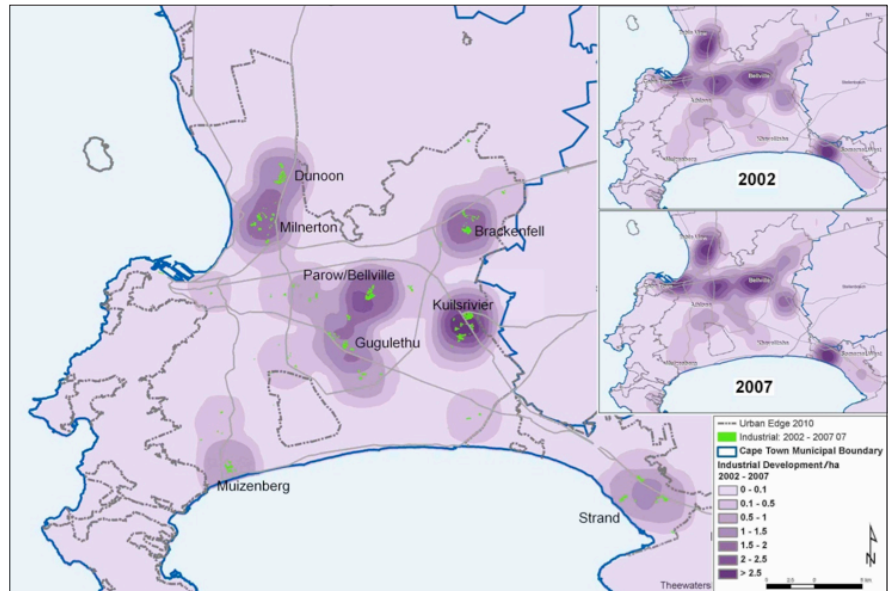 Dunoon
Milnerton
Brackenfell
Parow/Bellville
Kuilsrivier
Gugulethu
Muizenberg
Strand
Theewaters
Bellville
2002
Bellville
2007
Urban Edge 2010
Industrial: 2002 - 2007 07
Cape Town Municipal Boundary
Industrial Development/ha
2002 - 2007
0 - 0.1
0.1 - 0.5
0.5 - 1
1 - 1.5
1.5 - 2
2 - 2.5
> 2.5